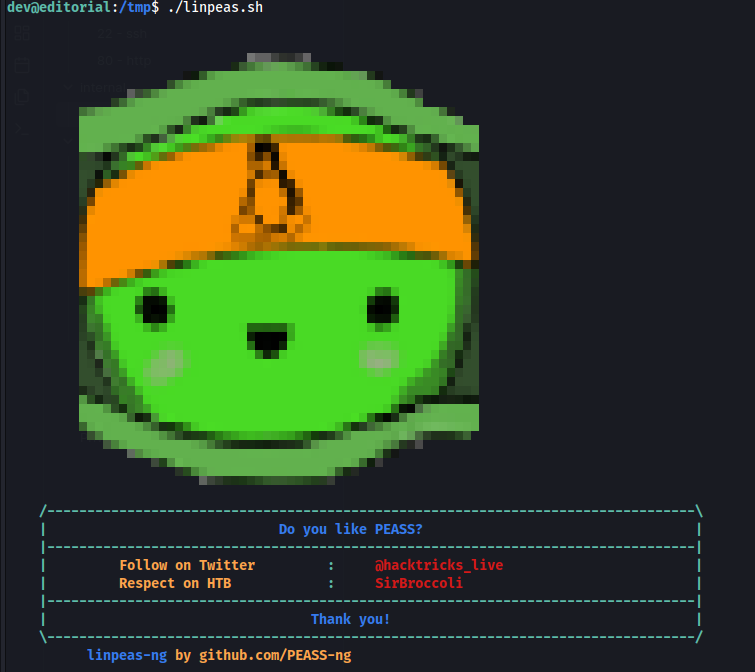 dev@editorial:/tmp$ ./linpeas.sh
/---------------------------------------------------------------------------------\
| Do you like PEASS? |
|---------------------------------------------------------------------------------|
| Follow on Twitter : @hacktricks_live |
| Respect on HTB : SirBroccoli |
|---------------------------------------------------------------------------------|
| Thank you! |
\---------------------------------------------------------------------------------/
linpeas-ng by github.com/PEASS-ng